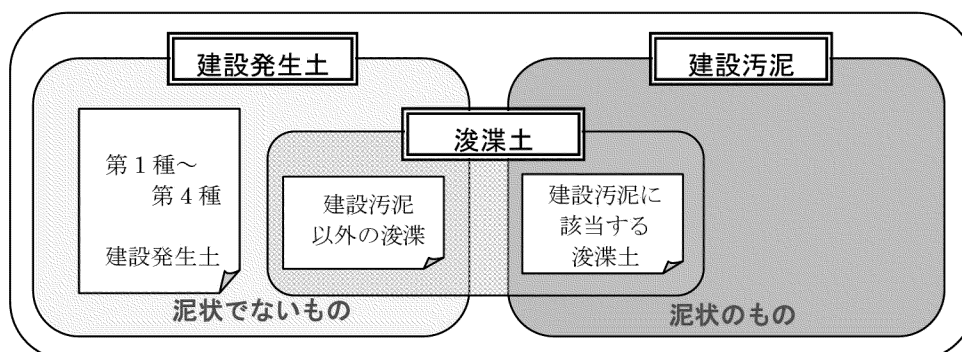 建設発生土
建設汚泥
浚渫土
第1種～
第4種
建設発生土
建設汚泥
以外の浚渫
建設汚泥に
該当する
浚渫土
泥状でないもの
泥状のもの